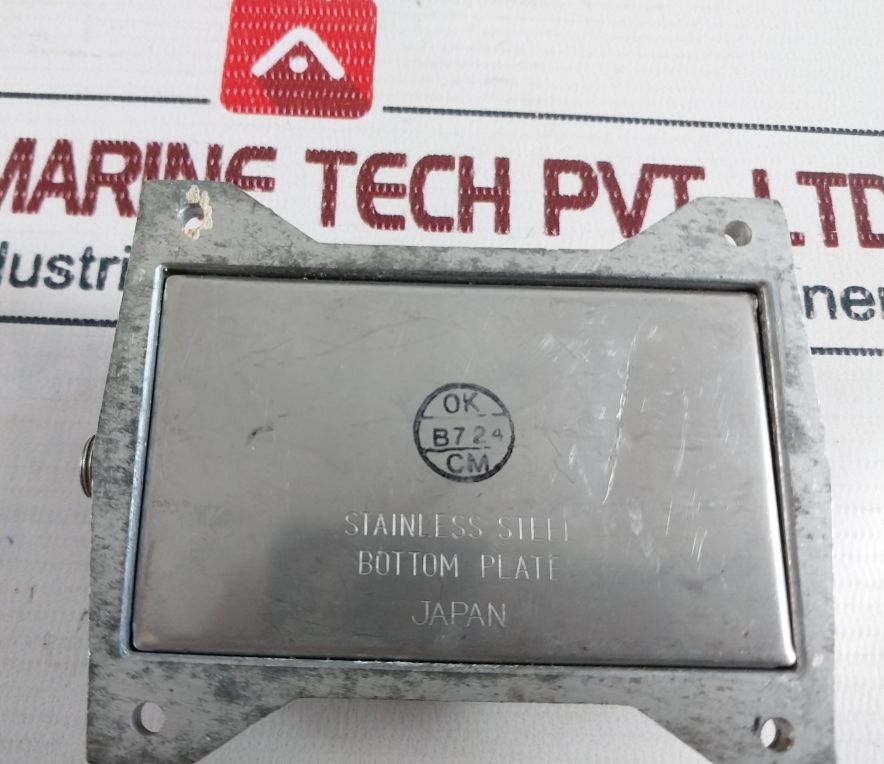 MARINE TECH PVT. LTD
OK
B724
CM
STAINLESS STEEL
BOTTOM PLATE
JAPAN